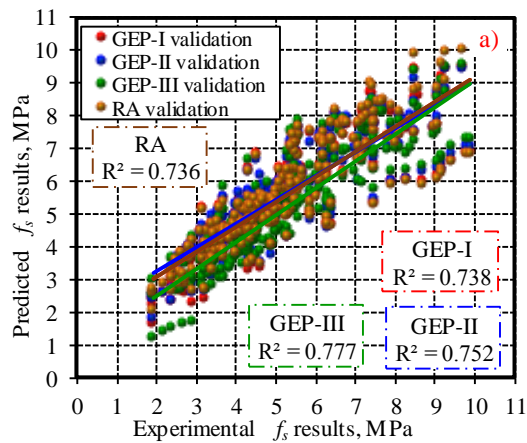 a)
GEP-I validation
GEP-II validation
GEP-III validation
RA validation
RA
R² = 0.736
GEP-I
R² = 0.738
GEP-III
R² = 0.777
GEP-II
R² = 0.752
Predicted fs results, MPa
11
10
9
8
7
6
5
4
3
2
1
0
0 1 2 3 4 5 6 7 8 9 10 11
Experimental fs results, MPa